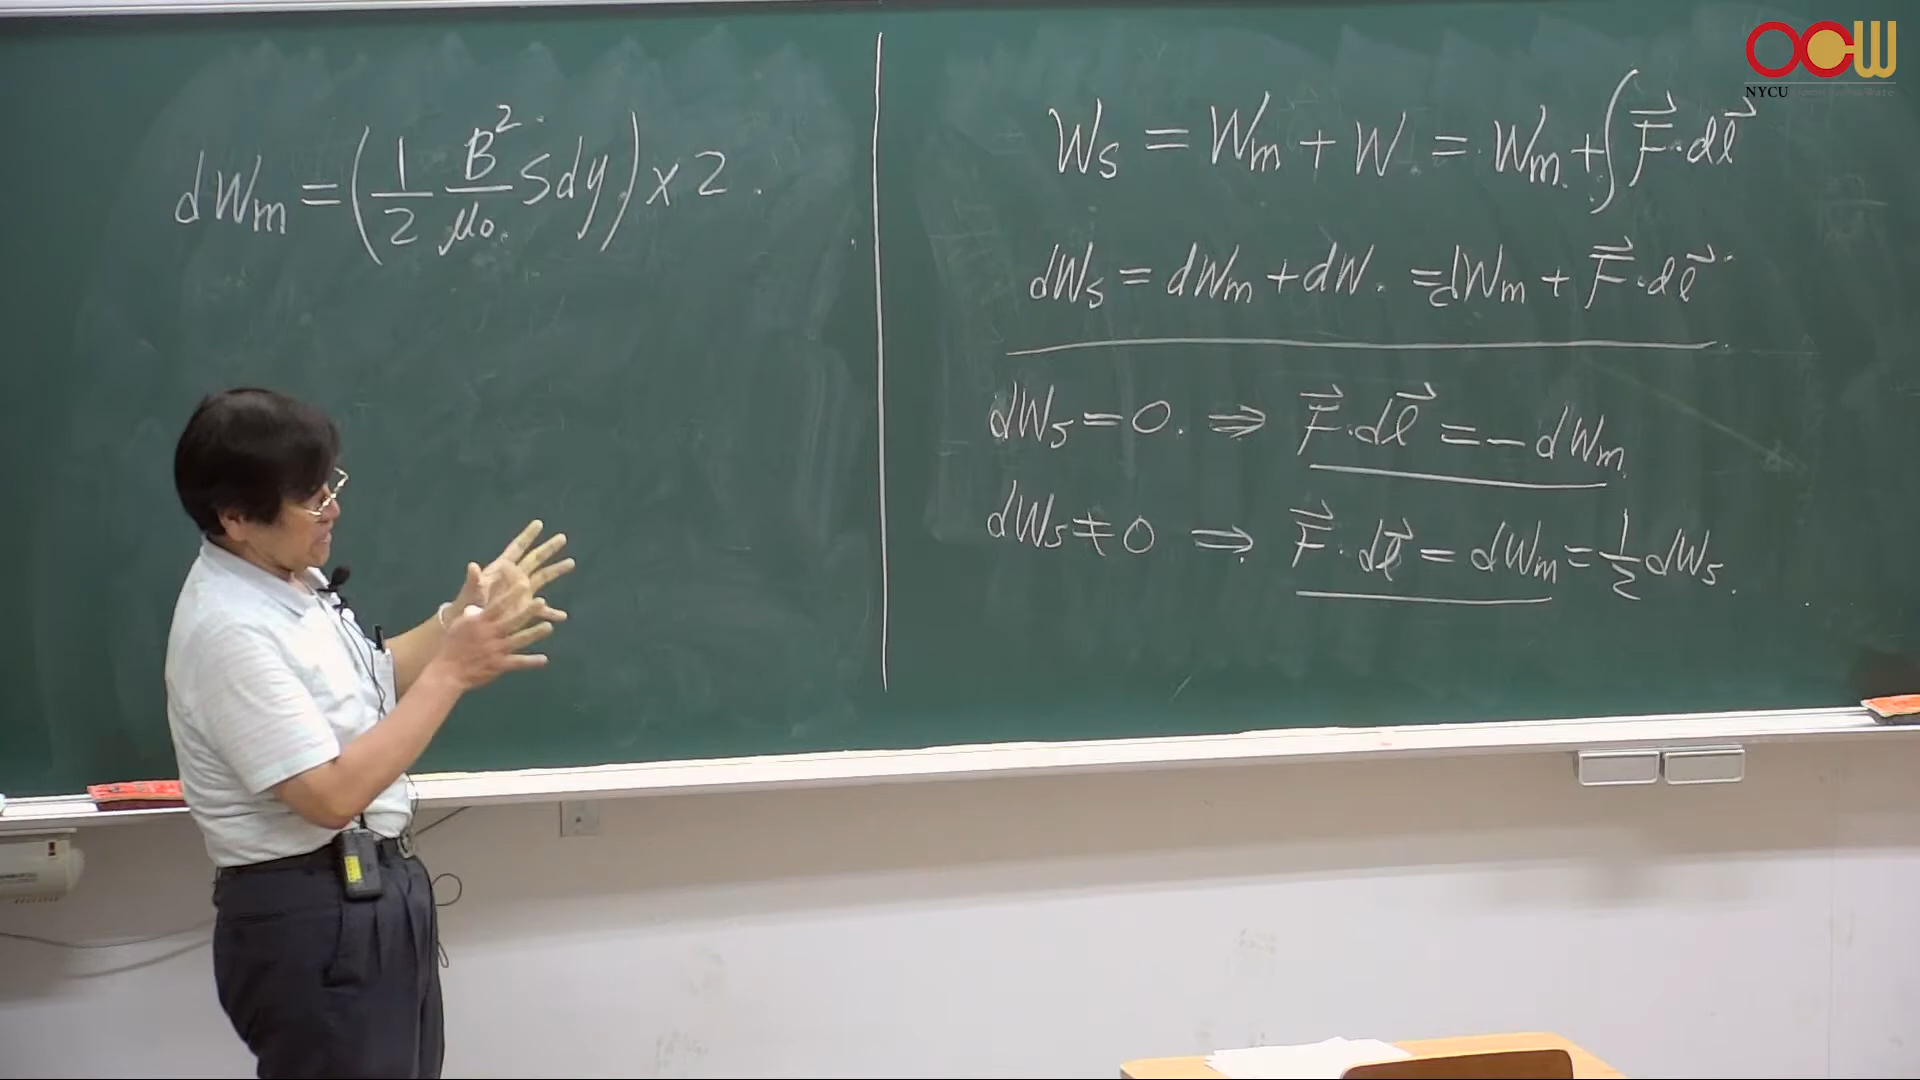 dWm = (1/2 B²/μ₀ S dy) × 2.
Ws = Wm + W = Wm + ∫ F⃗ · dl⃗
dWs = dWm + dW. = dWm + F⃗ · dl⃗
dWs = 0. ⇒ F⃗ · dl⃗ = − dWm
dWs ≠ 0 ⇒ F⃗ · dl⃗ = dWm = 1/2 dWs.
OCW
NYCU